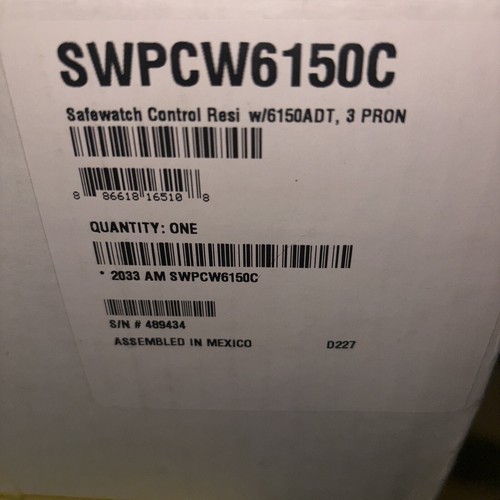 SWPCW6150C
Safewatch Control Resi w/6150ADT, 3 PRON
8 86618 16510 8
QUANTITY: ONE
* 2033 AM SWPCW6150C
S/N # 489434
ASSEMBLED IN MEXICO D227